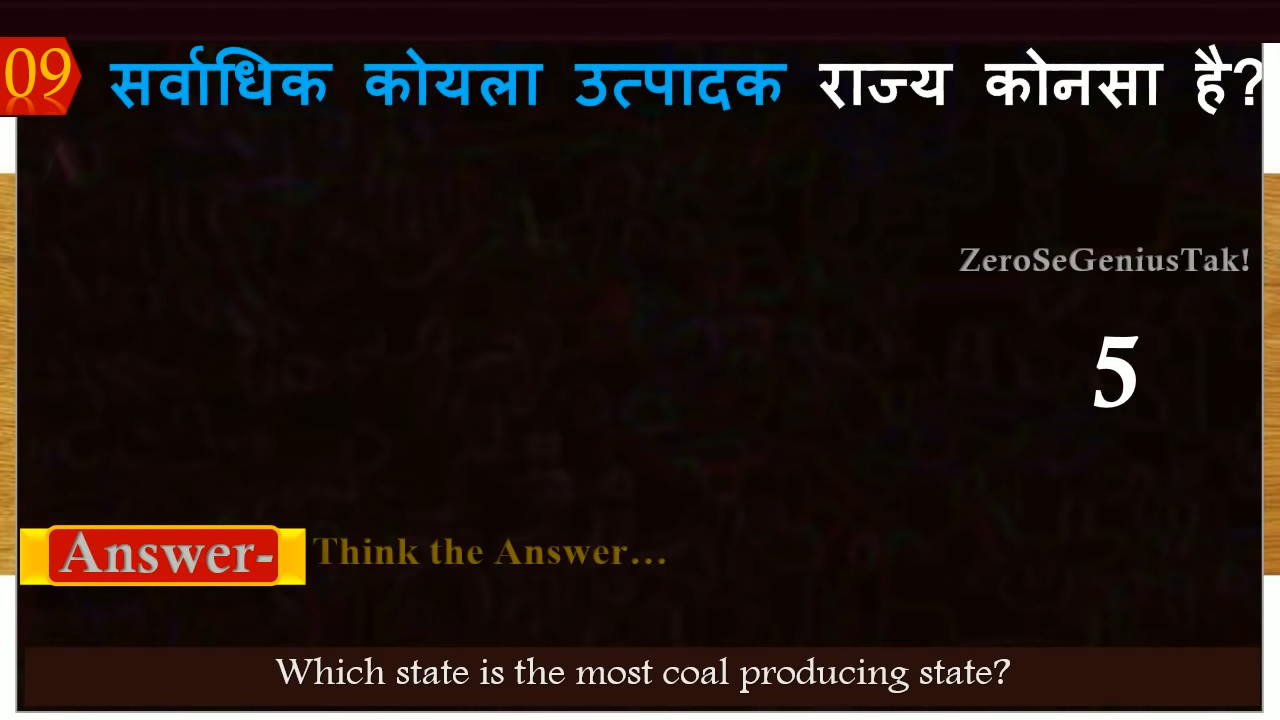 09 सर्वाधिक कोयला उत्पादक राज्य कोनसा है?
ZeroSeGeniusTak!
5
Answer- Think the Answer...
Which state is the most coal producing state?